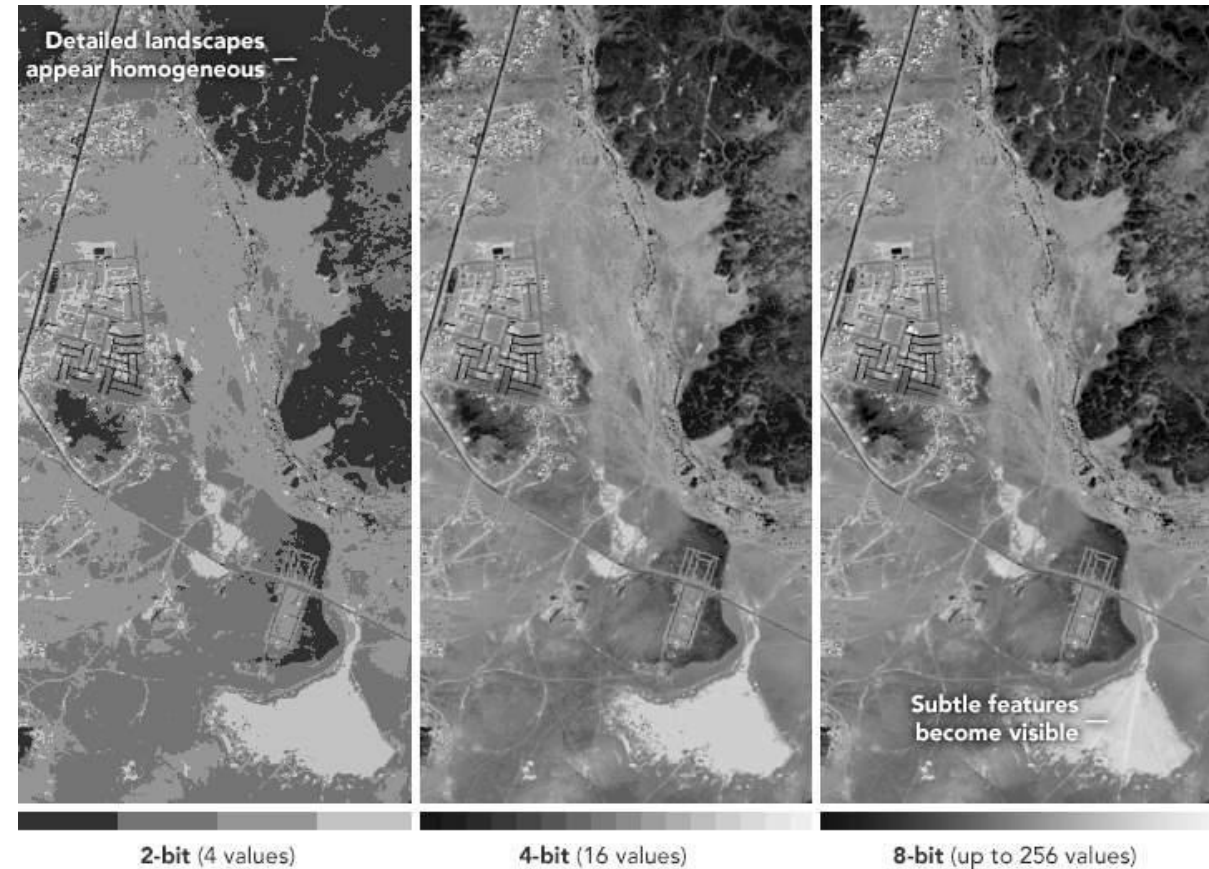 Detailed landscapes
appear homogeneous
Subtle features
become visible
2-bit (4 values)
4-bit (16 values)
8-bit (up to 256 values)